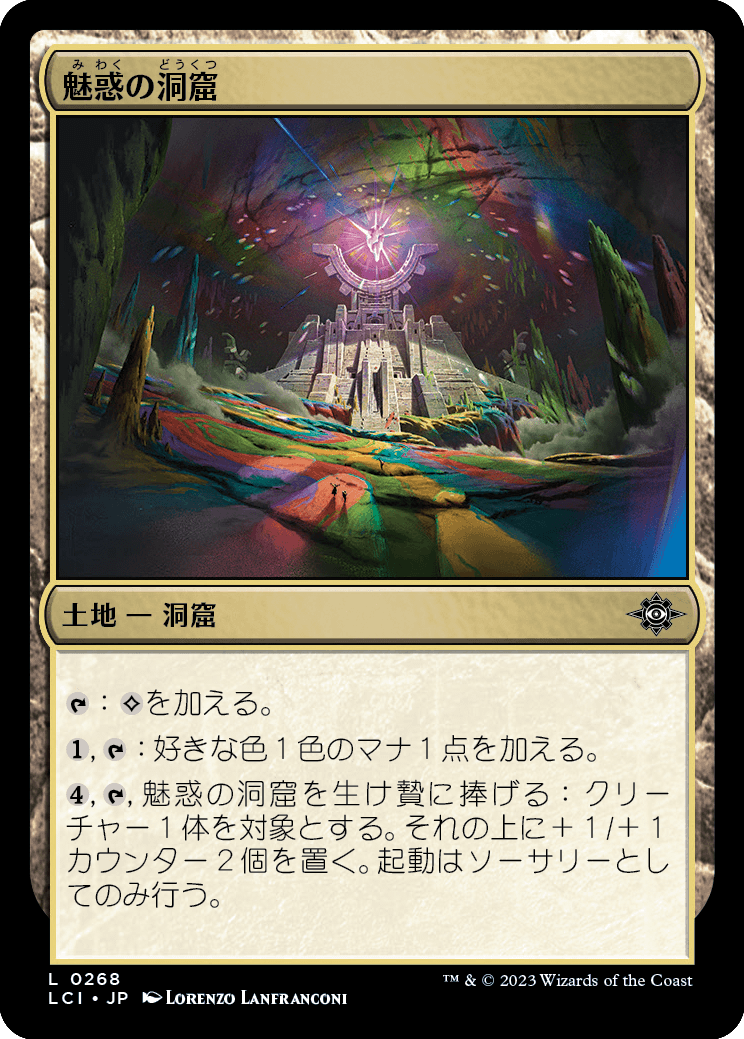 みわく どうくつ
魅惑の洞窟
土地 — 洞窟
：を加える。
1, ：好きな色１色のマナ１点を加える。
4, , 魅惑の洞窟を生け贄に捧げる：クリー
チャー１体を対象とする。それの上に＋１/＋１
カウンター２個を置く。起動はソーサリーとし
てのみ行う。
L 0268
LCI • JP Lorenzo Lanfranconi
™ & © 2023 Wizards of the Coast